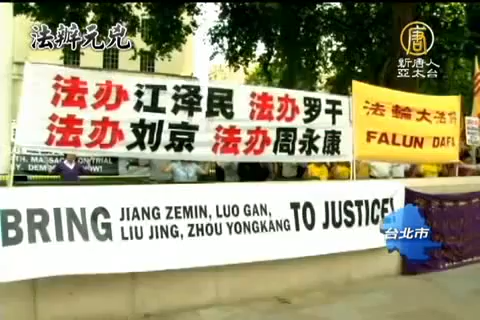 法辦元兇
新唐人
亞太台
法办江泽民 法办罗干
法办刘京 法办周永康
法輪大法好
FALUN DAFA
BRING JIANG ZEMIN, LUO GAN,
LIU JING, ZHOU YONGKANG TO JUSTICE
台北市